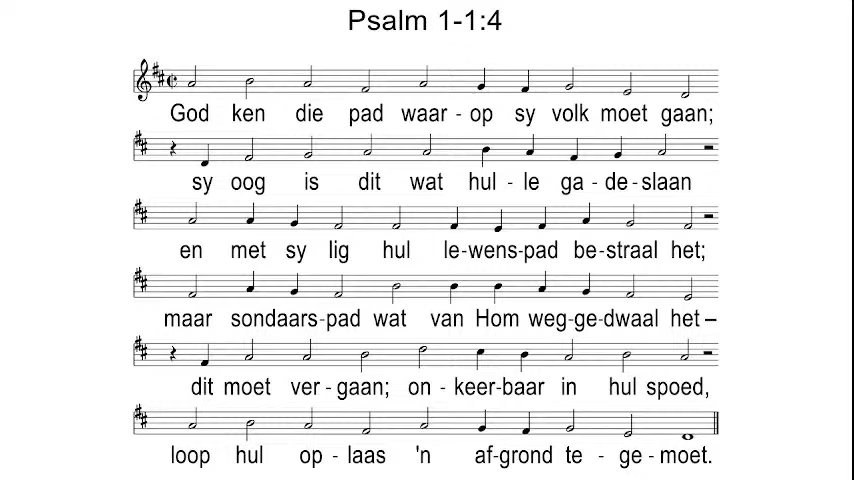 Psalm 1-1:4
God ken die pad waar - op sy volk moet gaan;
sy oog is dit wat hul - le ga - de - slaan
en met sy lig hul le-wens-pad be-straal het;
maar sondaars-pad wat van Hom weg-ge-dwaal het–
dit moet ver - gaan; on - keer-baar in hul spoed,
loop hul op - laas 'n af-grond te - ge - moet.